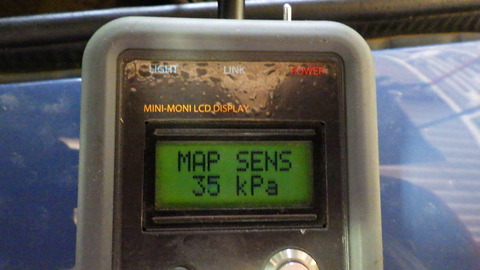 LIGHT LINK POWER
MINI-MONI LCD DISPLAY
MAP SENS
35 kPa